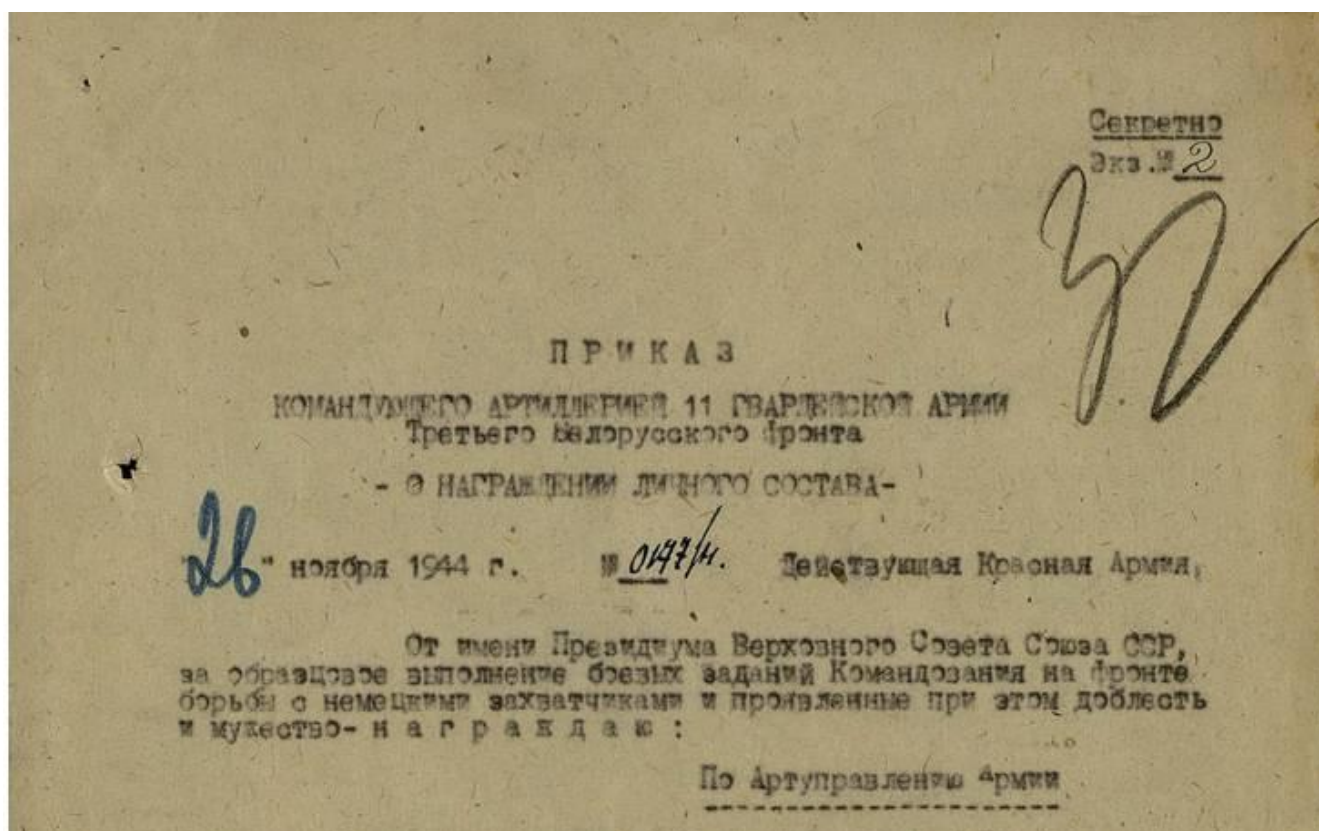 Секретно
Экз.№ 2
32
П Р И К А З
КОМАНДУЮЩЕГО АРТИЛЛЕРИЕЙ 11 ГВАРДЕЙСКОЙ АРМИИ
Третьего Белорусского фронта
- О НАГРАЖДЕНИИ ЛИЧНОГО СОСТАВА-
26" ноября 1944 г. № 0147/н. Действующая Красная Армия,
От имени Президиума Верховного Совета Союза ССР,
за образцовое выполнение боевых заданий Командования на фронте
борьбы с немецкими захватчиками и проявленные при этом доблесть
и мужество- н а г р а ж д а ю :
По Артуправлению Армии